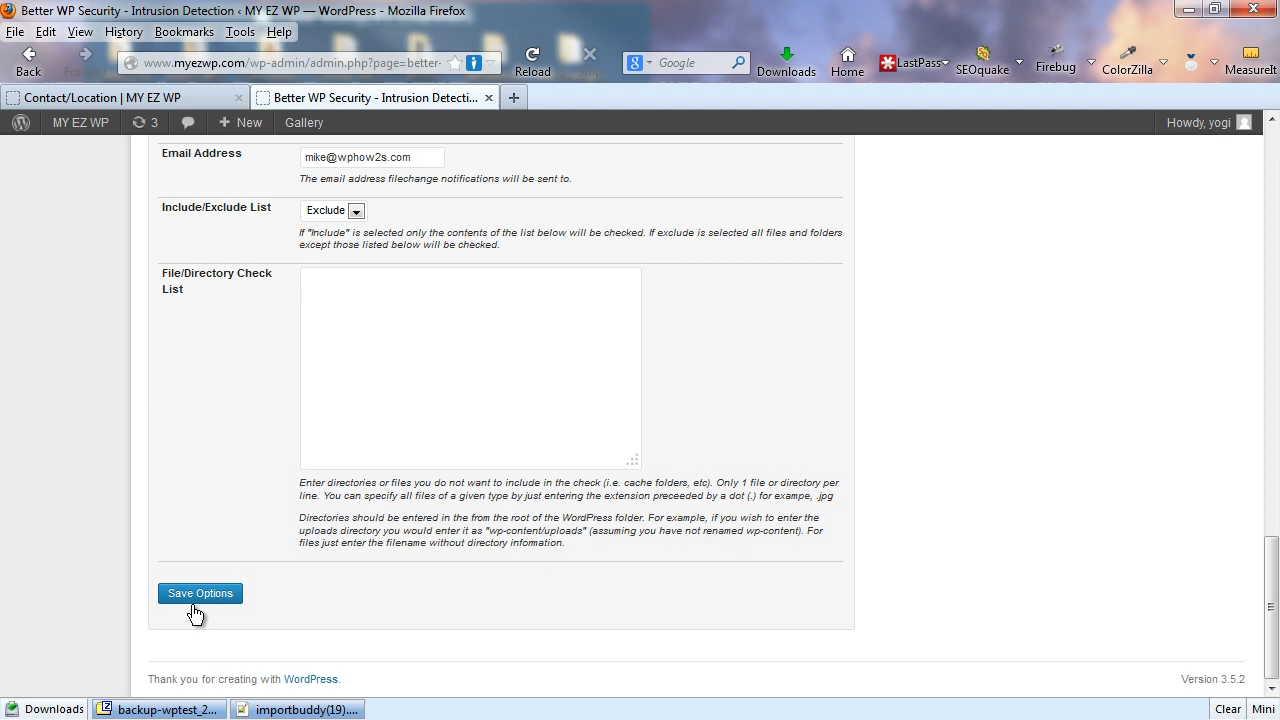 Better WP Security - Intrusion Detection ‹ MY EZ WP — WordPress - Mozilla Firefox
File Edit View History Bookmarks Tools Help
Back www.myezwp.com/wp-admin/admin.php?page=better- Reload Google Downloads Home LastPass SEOquake Firebug ColorZilla MeasureIt
Contact/Location | MY EZ WP × Better WP Security - Intrusion Detecti... × +
MY EZ WP 3 + New Gallery Howdy, yogi
Email Address mike@wphow2s.com
The email address filechange notifications will be sent to.
Include/Exclude List Exclude
If "Include" is selected only the contents of the list below will be checked. If exclude is selected all files and folders
except those listed below will be checked.
File/Directory Check
List
Enter directories or files you do not want to include in the check (i.e. cache folders, etc). Only 1 file or directory per
line. You can specify all files of a given type by just entering the extension preceeded by a dot (.) for exampe, .jpg
Directories should be entered in the from the root of the WordPress folder. For example, if you wish to enter the
uploads directory you would enter it as "wp-content/uploads" (assuming you have not renamed wp-content). For
files just enter the filename without directory information.
Save Options
Thank you for creating with WordPress. Version 3.5.2
Downloads backup-wptest_2... importbuddy(19).... Clear Mini